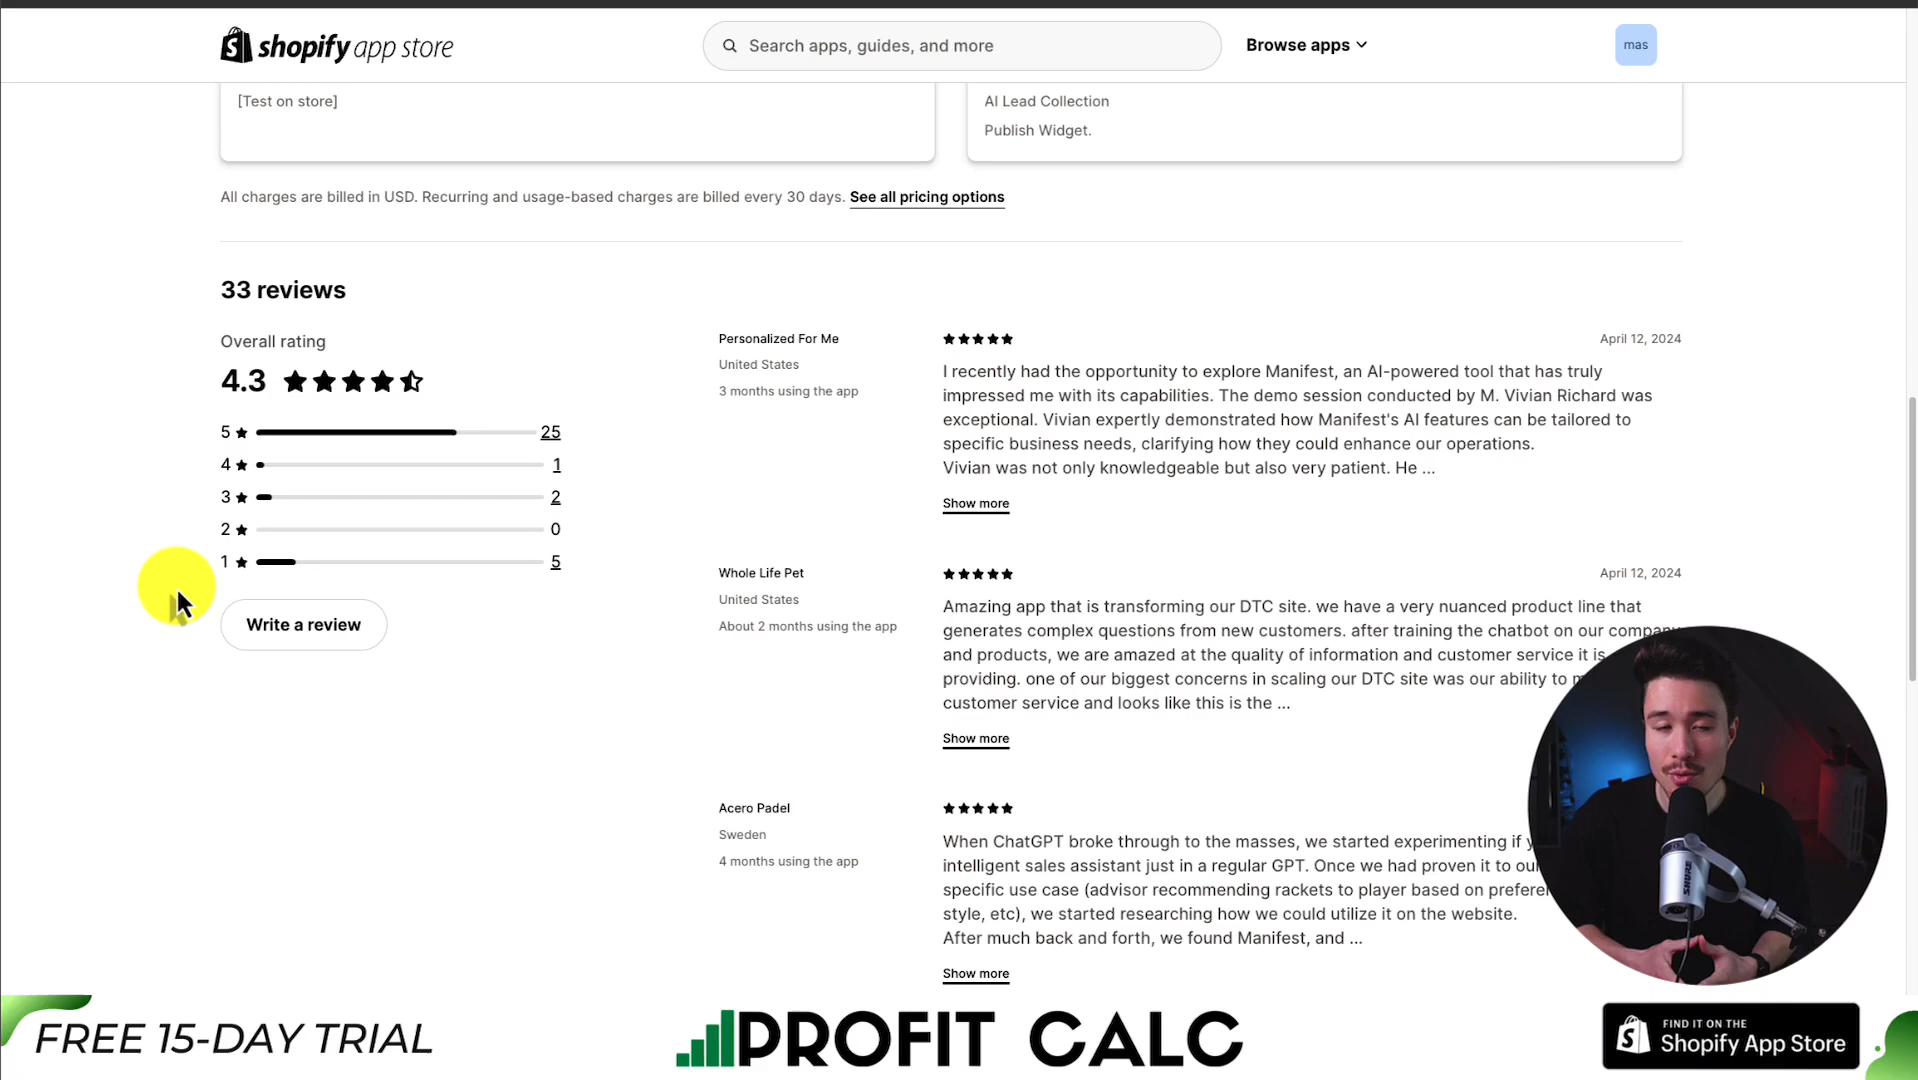 shopify app store
Search apps, guides, and more
Browse apps
mas
[Test on store]
AI Lead Collection
Publish Widget.
All charges are billed in USD. Recurring and usage-based charges are billed every 30 days. See all pricing options
33 reviews
Overall rating
4.3
5 25
4 1
3 2
2 0
1 5
Write a review
Personalized For Me
United States
3 months using the app
April 12, 2024
I recently had the opportunity to explore Manifest, an AI-powered tool that has truly
impressed me with its capabilities. The demo session conducted by M. Vivian Richard was
exceptional. Vivian expertly demonstrated how Manifest's AI features can be tailored to
specific business needs, clarifying how they could enhance our operations.
Vivian was not only knowledgeable but also very patient. He ...
Show more
Whole Life Pet
United States
About 2 months using the app
April 12, 2024
Amazing app that is transforming our DTC site. we have a very nuanced product line that
generates complex questions from new customers. after training the chatbot on our company
and products, we are amazed at the quality of information and customer service it is
providing. one of our biggest concerns in scaling our DTC site was our ability to
customer service and looks like this is the ...
Show more
Acero Padel
Sweden
4 months using the app
When ChatGPT broke through to the masses, we started experimenting if
intelligent sales assistant just in a regular GPT. Once we had proven it to
specific use case (advisor recommending rackets to player based on
style, etc), we started researching how we could utilize it on the website.
After much back and forth, we found Manifest, and ...
Show more
SHURE
FREE 15-DAY TRIAL
PROFIT CALC
FIND IT ON THE
Shopify App Store